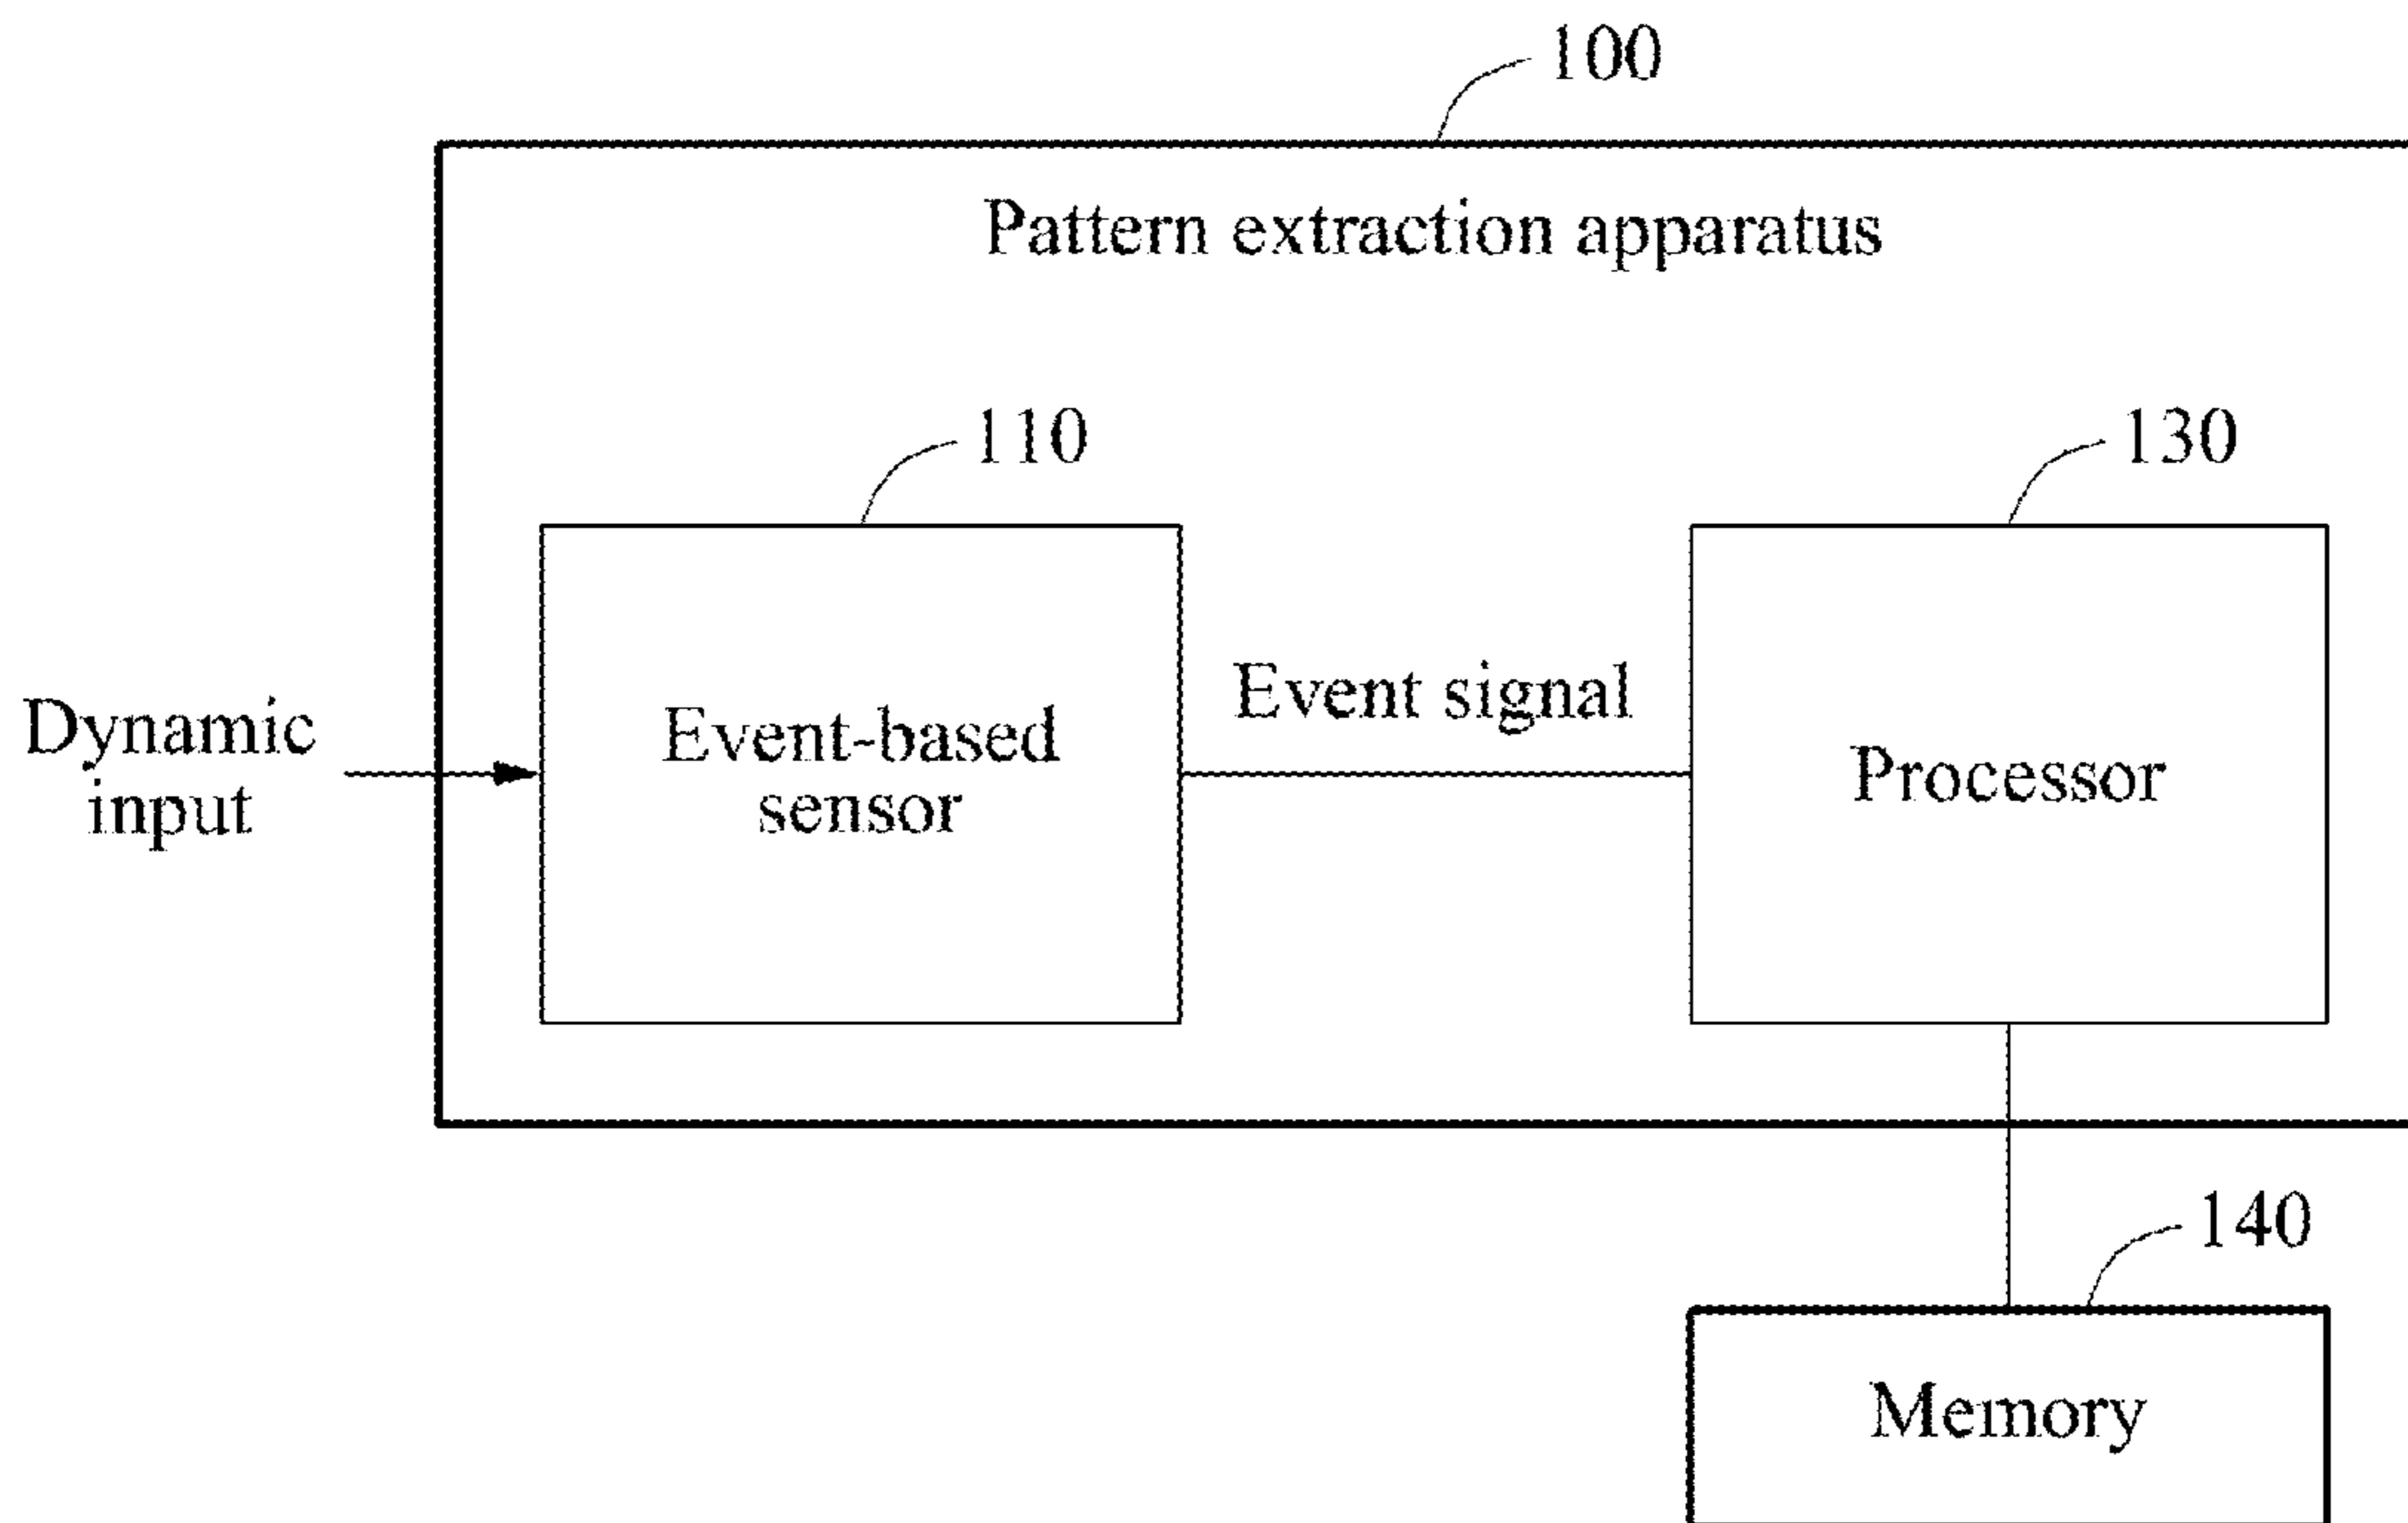 100
Pattern extraction apparatus
110
130
Dynamic
input
Event-based
sensor
Event signal
Processor
140
Memory